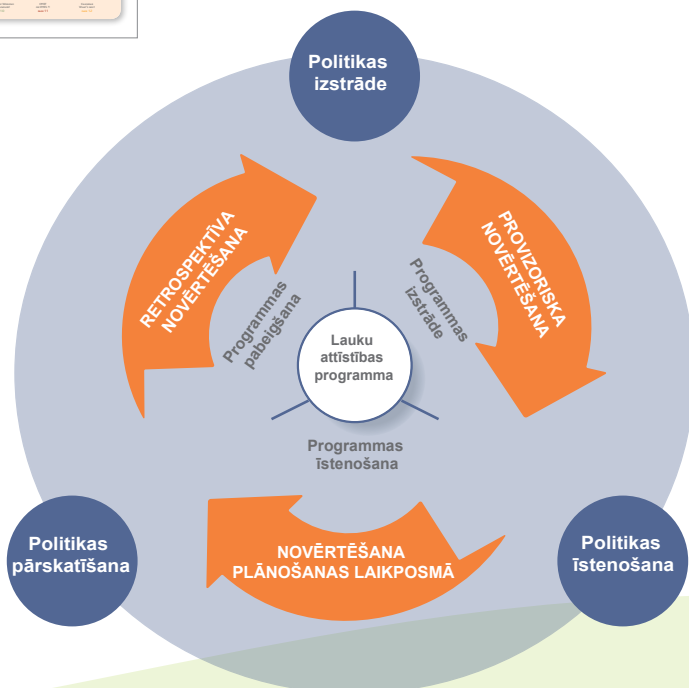 Politikas
izstrāde
RETROSPEKTĪVA
NOVĒRTĒŠANA
Programmas
pabeigšana
PROVIZORISKA
NOVĒRTĒŠANA
Programmas
izstrāde
Lauku
attīstības
programma
Programmas
īstenošana
Politikas
pārskatīšana
NOVĒRTĒŠANA
PLĀNOŠANAS LAIKPOSMĀ
Politikas
īstenošana